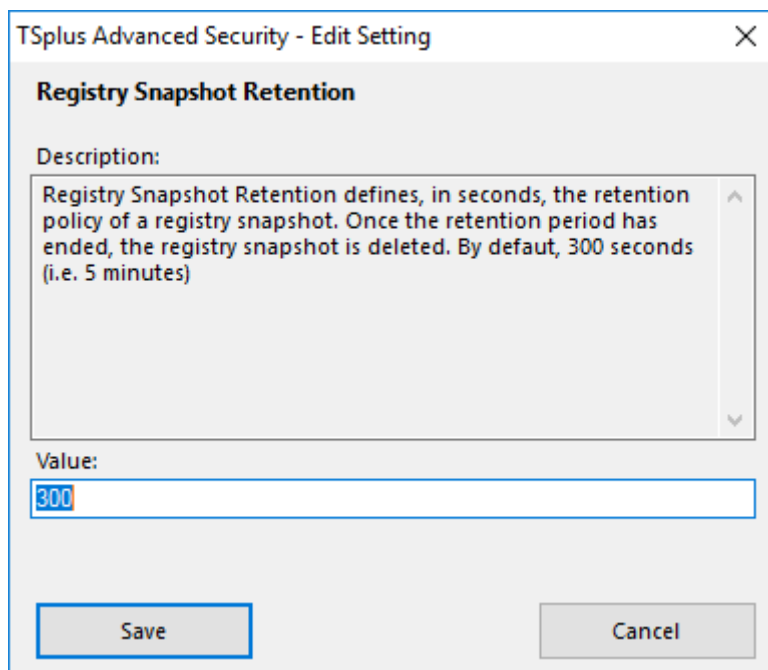 TSplus Advanced Security - Edit Setting
Registry Snapshot Retention
Description:
Registry Snapshot Retention defines, in seconds, the retention
policy of a registry snapshot. Once the retention period has
ended, the registry snapshot is deleted. By defaut, 300 seconds
(i.e. 5 minutes)
Value:
300
Save
Cancel